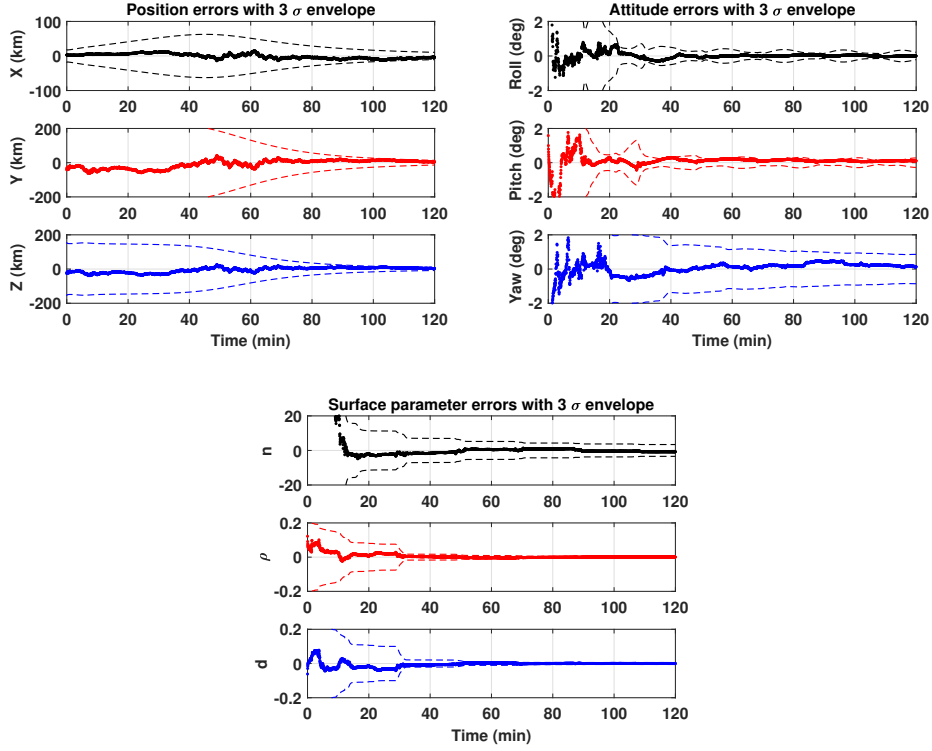 Position errors with 3 σ envelope
100
0
-100
X (km)
0 20 40 60 80 100 120
200
0
-200
Y (km)
0 20 40 60 80 100 120
200
0
-200
Z (km)
0 20 40 60 80 100 120
Time (min)
Attitude errors with 3 σ envelope
2
0
-2
Roll (deg)
0 20 40 60 80 100 120
2
0
-2
Pitch (deg)
0 20 40 60 80 100 120
2
0
-2
Yaw (deg)
0 20 40 60 80 100 120
Time (min)
Surface parameter errors with 3 σ envelope
20
0
-20
n
0 20 40 60 80 100 120
0.2
0
-0.2
ρ
0 20 40 60 80 100 120
0.2
0
-0.2
d
0 20 40 60 80 100 120
Time (min)